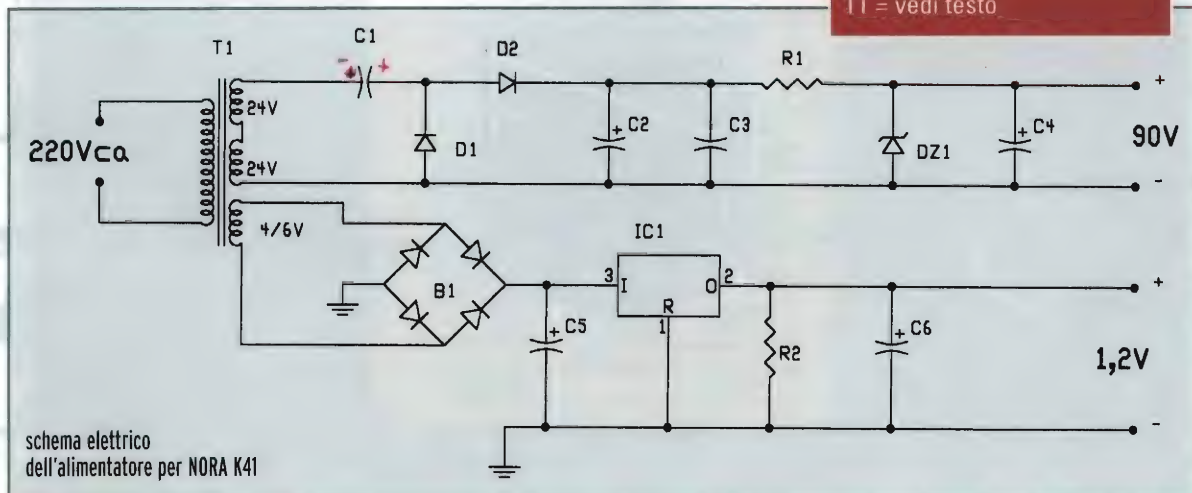 T1 = vedi testo
T1
C1
- +
D2
R1
+
24V
24V
220Vca
D1
+ C2
C3
DZ1
+ C4
90V
-
4/6V
B1
IC1
3 I
O 2
R
1
+ C5
R2
+ C6
+
1,2V
-
schema elettrico
dell'alimentatore per NORA K41